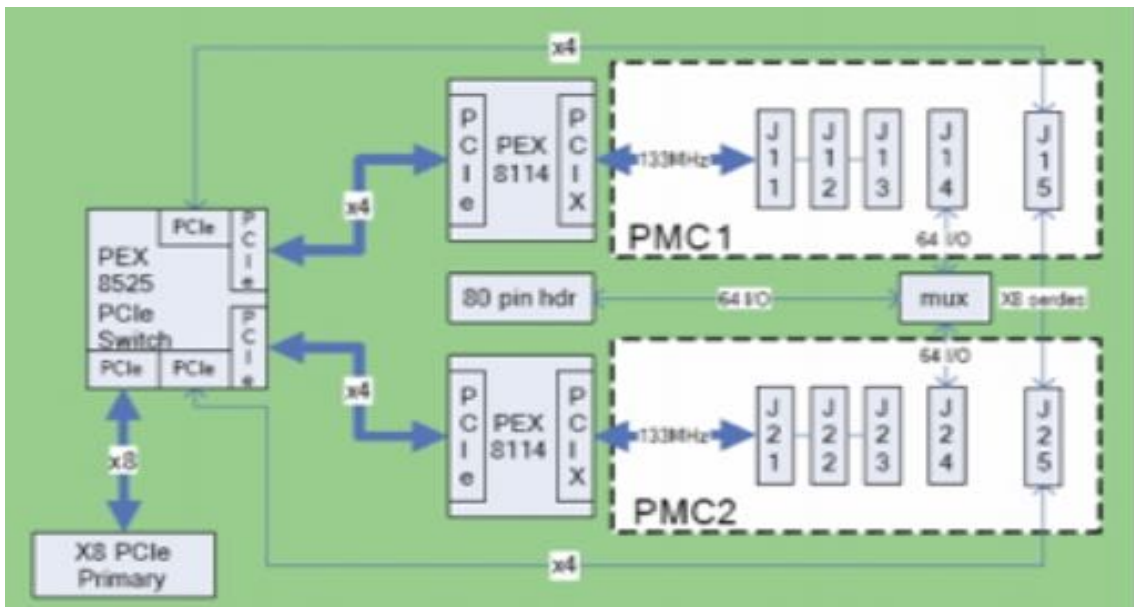 x4
PCIe
PEX
8114
PCIX
133MHz
J11
J12
J13
J14
J15
PMC1
64 I/O
x4
PCIe
PCIe
PEX
8525
PCIe
Switch
PCIe
PCIe
PCIe
80 pin hdr
64 I/O
mux
X8 serdes
64 I/O
x4
PCIe
PEX
8114
PCIX
133MHz
J21
J22
J23
J24
J25
PMC2
x8
X8 PCIe
Primary
x4